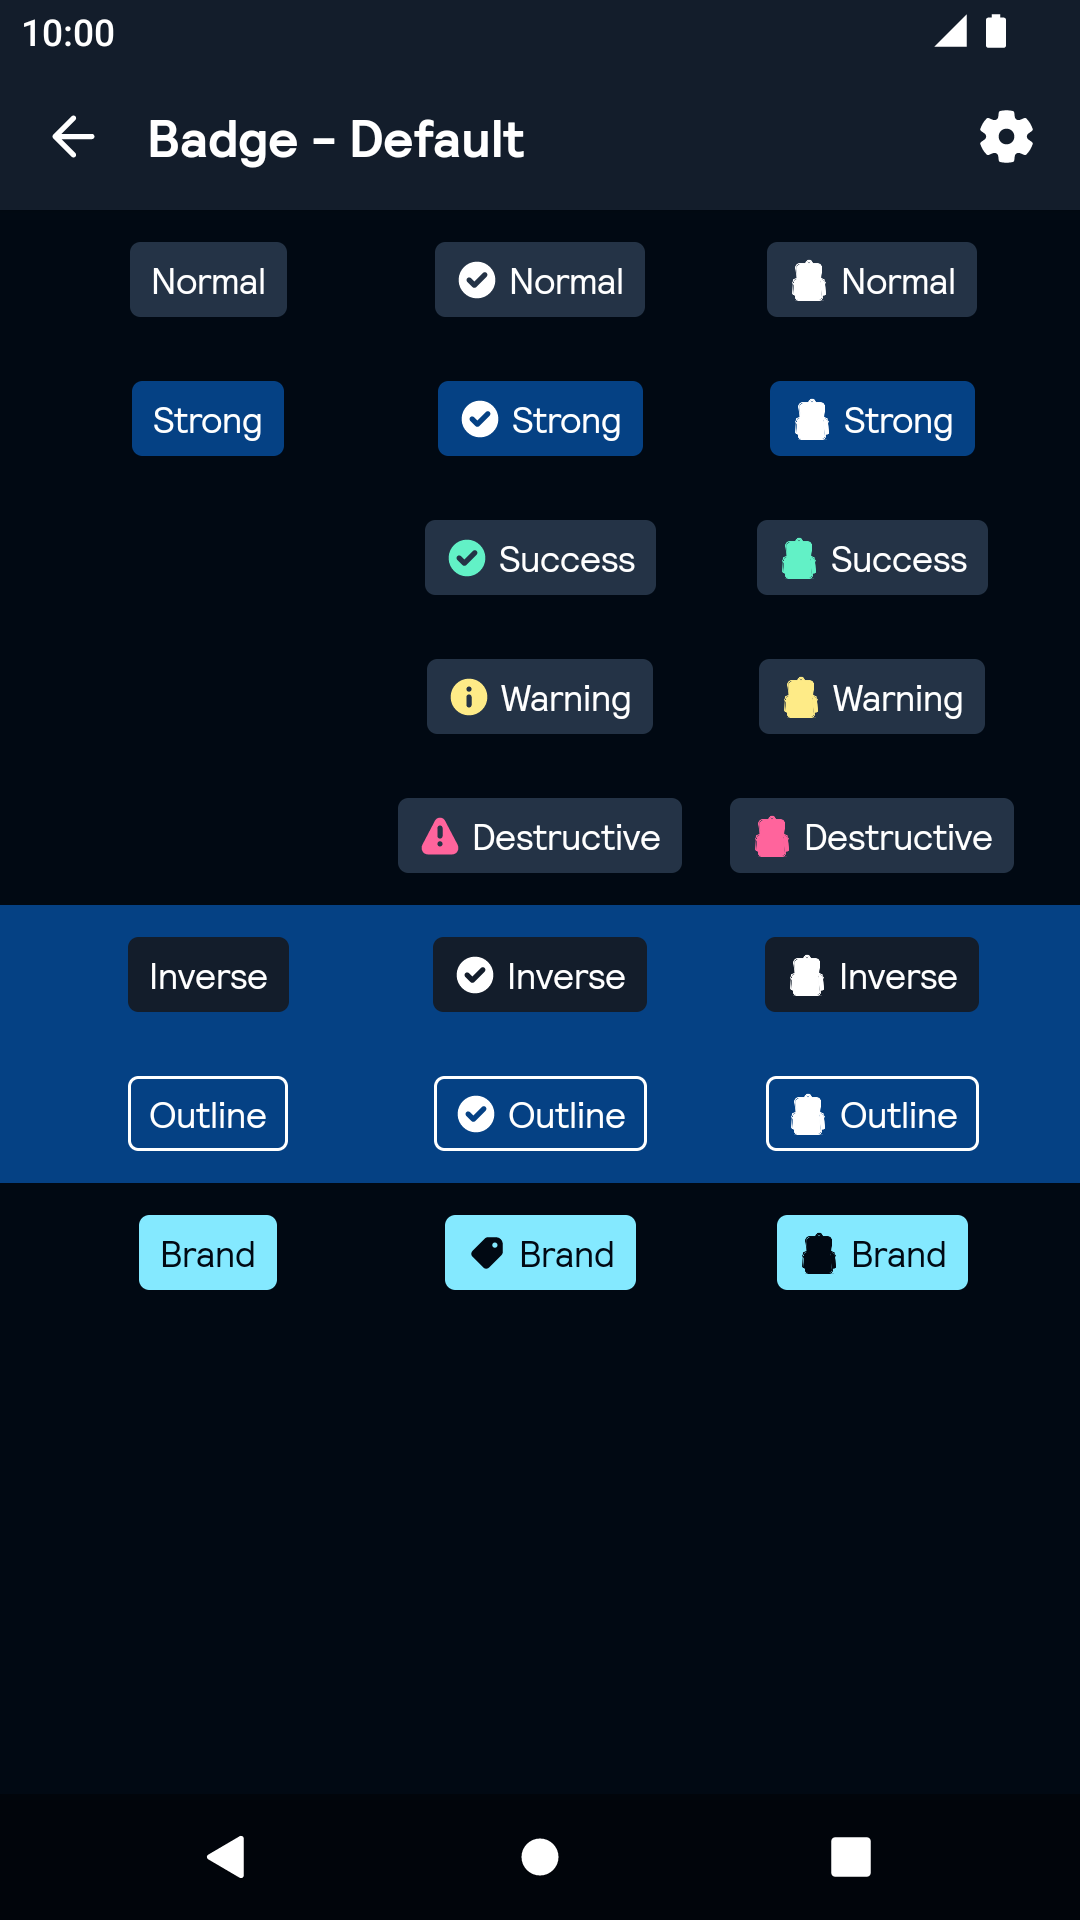 10:00
Badge - Default
Normal Normal Normal
Strong Strong Strong
Success Success
Warning Warning
Destructive Destructive
Inverse Inverse Inverse
Outline Outline Outline
Brand Brand Brand